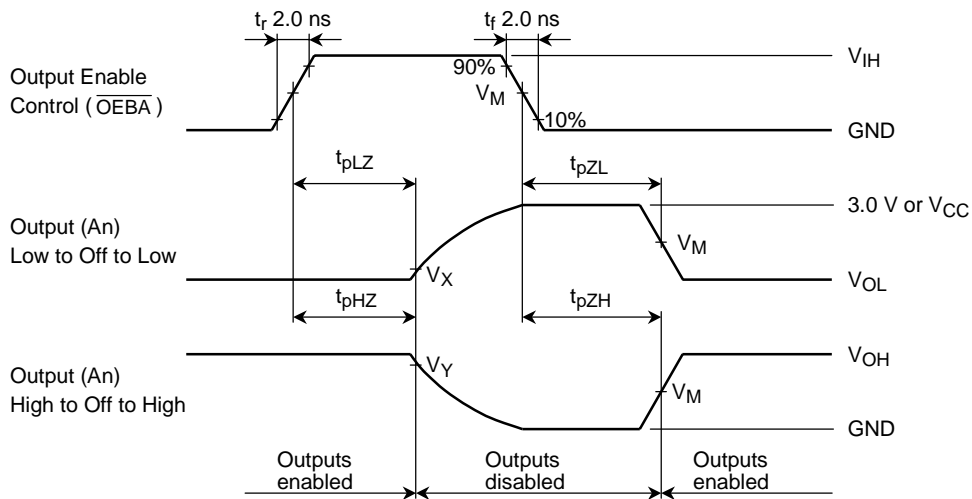 tr 2.0 ns
tf 2.0 ns
VIH
90%
Output Enable
Control ( OEBA )
VM
10%
GND
tpLZ
tpZL
3.0 V or VCC
Output (An)
Low to Off to Low
VM
VX
VOL
tpHZ
tpZH
VOH
VY
Output (An)
High to Off to High
VM
GND
Outputs
enabled
Outputs
disabled
Outputs
enabled